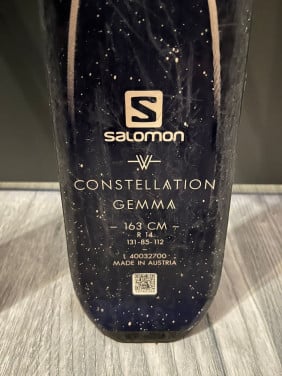 S
salomon
W
CONSTELLATION
GEMMA
163 CM
R 14
131-85-112
L 40032700
MADE IN AUSTRIA